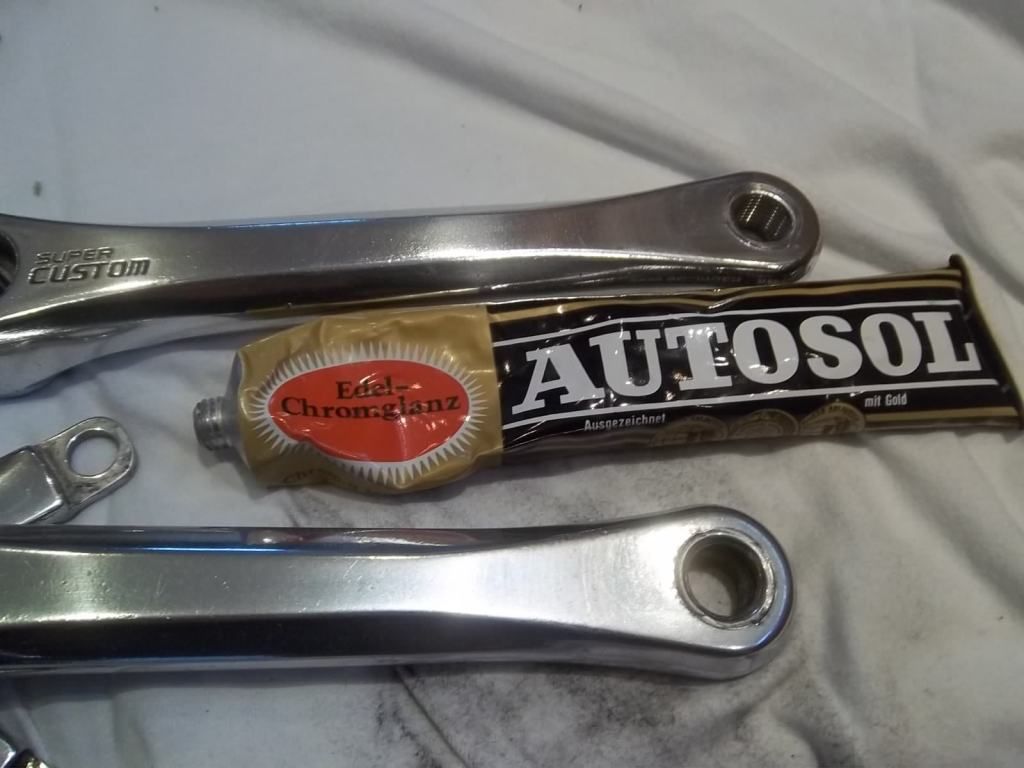 SUPER
CUSTOM
Edel-
Chromglanz
AUTOSOL
Ausgezeichnet
mit Gold